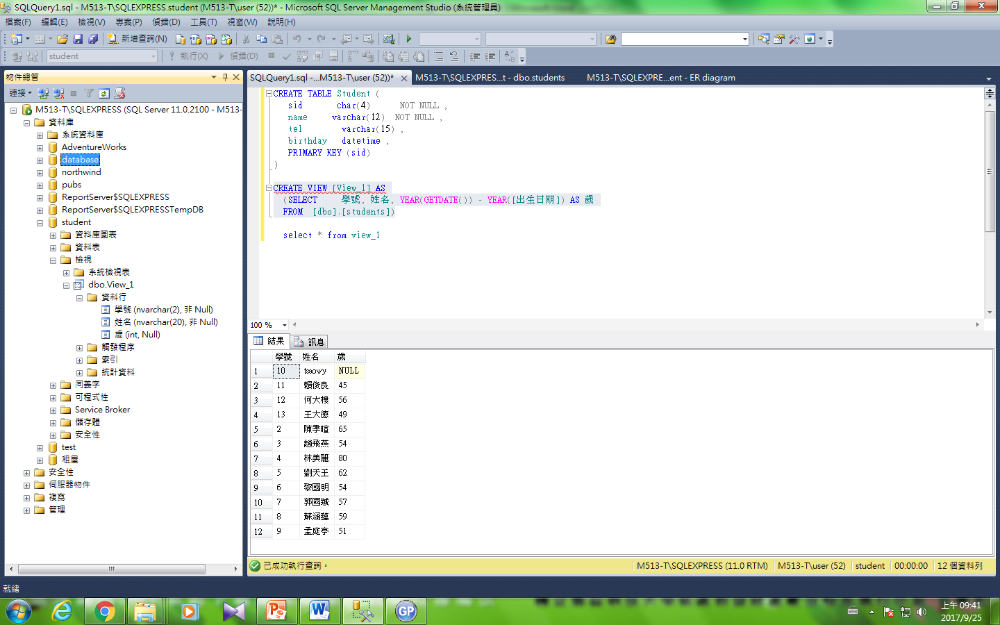 SQLQuery1.sql - M513-T\SQLEXPRESS.student (M513-T\user (52))* - Microsoft SQL Server Management Studio (系統管理員)
檔案(F) 編輯(E) 檢視(V) 專案(P) 偵錯(D) 工具(T) 視窗(W) 說明(H)
新增查詢(N)
student 執行(X) 偵錯(D)
物件總管
連接
M513-T\SQLEXPRESS (SQL Server 11.0.2100 - M513-
資料庫
系統資料庫
AdventureWorks
database
northwind
pubs
ReportServer$SQLEXPRESS
ReportServer$SQLEXPRESSTempDB
student
資料庫圖表
資料表
檢視
系統檢視表
dbo.View_1
資料行
學號 (nvarchar(2), 非 Null)
姓名 (nvarchar(20), 非 Null)
歲 (int, Null)
觸發程序
索引
統計資料
同義字
可程式性
Service Broker
儲存體
安全性
test
租屋
安全性
伺服器物件
複寫
管理
SQLQuery1.sql -...M513-T\user (52))* M513-T\SQLEXPRES...t - dbo.students M513-T\SQLEXPRE...ent - ER diagram
CREATE TABLE Student (
sid char(4) NOT NULL ,
name varchar(12) NOT NULL ,
tel varchar(15) ,
birthday datetime ,
PRIMARY KEY (sid)
)
CREATE VIEW [View_1] AS
(SELECT 學號, 姓名, YEAR(GETDATE()) - YEAR([出生日期]) AS 歲
FROM [dbo].[students])
select * from view_1
100 %
結果 訊息
學號 姓名 歲
1 10 tsaowy NULL
2 11 賴俊良 45
3 12 何大樓 56
4 13 王大德 49
5 2 陳季暄 65
6 3 趙飛燕 54
7 4 林美麗 80
8 5 劉天王 62
9 6 黎國明 54
10 7 郭國臹 57
11 8 蘇涵蘊 59
12 9 孟庭亭 51
已成功執行查詢。 M513-T\SQLEXPRESS (11.0 RTM) M513-T\user (52) student 00:00:00 12 個資料列
就緒
GP
上午 09:41
2017/9/25